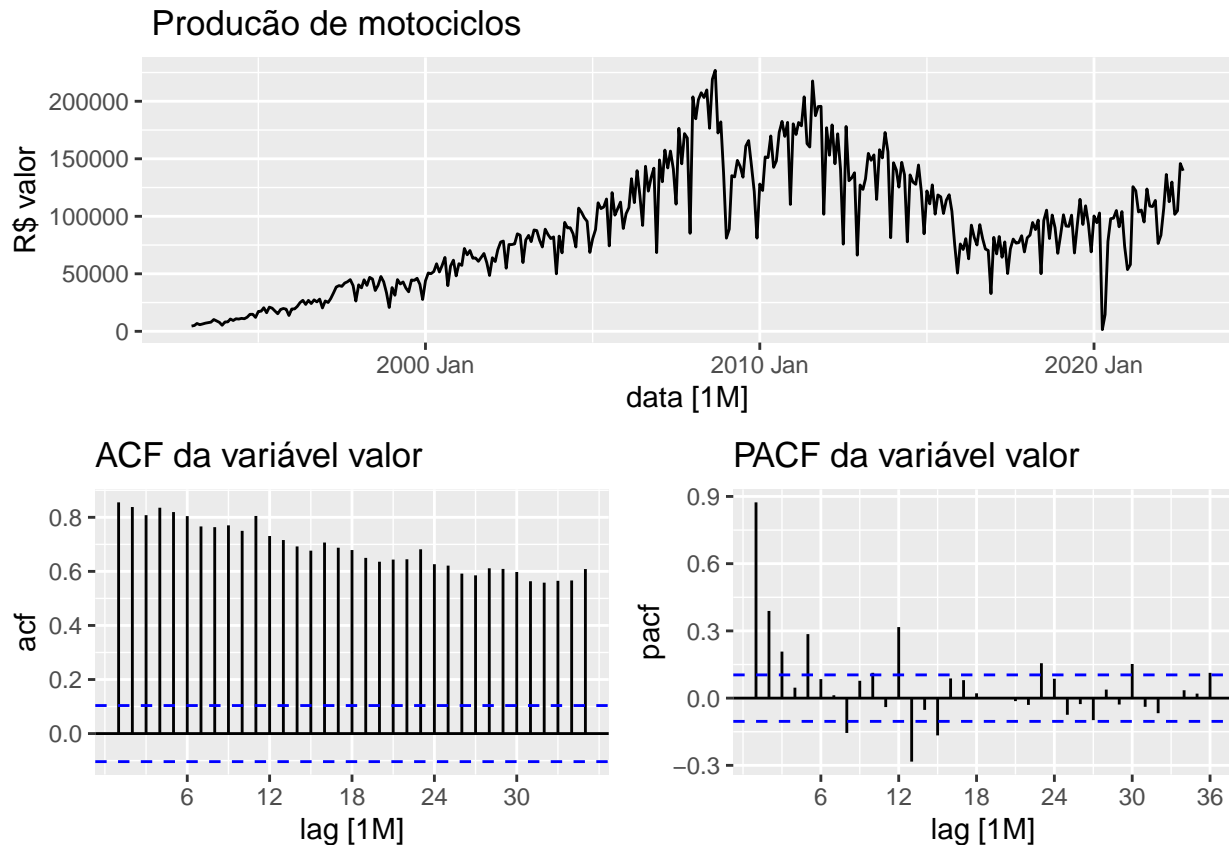 Producão de motociclos
R$ valor
200000
150000
100000
50000
0
2000 Jan 2010 Jan 2020 Jan
data [1M]
ACF da variável valor
acf
0.8
0.6
0.4
0.2
0.0
6 12 18 24 30
lag [1M]
PACF da variável valor
pacf
0.9
0.6
0.3
0.0
−0.3
6 12 18 24 30 36
lag [1M]